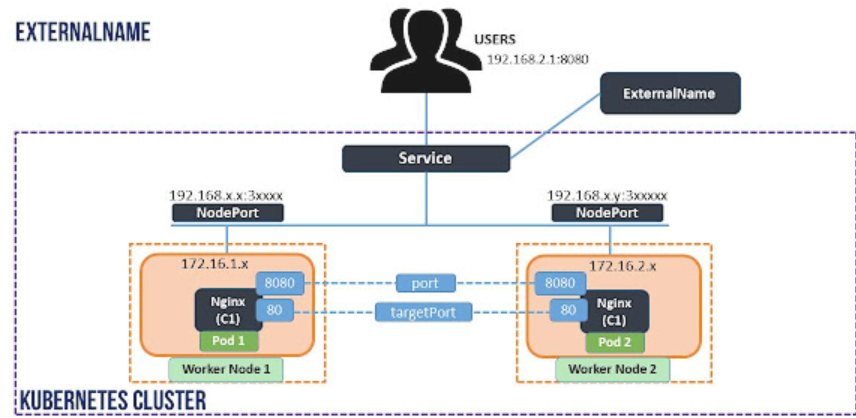 EXTERNALNAME
USERS
192.168.2.1:8080
ExternalName
Service
192.168.x.x:3xxxx
NodePort
192.168.x.y:3xxxxx
NodePort
172.16.1.x
172.16.2.x
8080
port
8080
Nginx
(C1)
80
targetPort
80
Nginx
(C1)
Pod 1
Pod 2
Worker Node 1
Worker Node 2
KUBERNETES CLUSTER